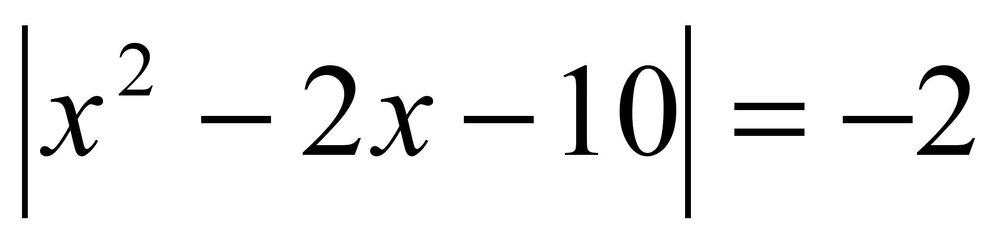 |x² − 2x − 10| = −2